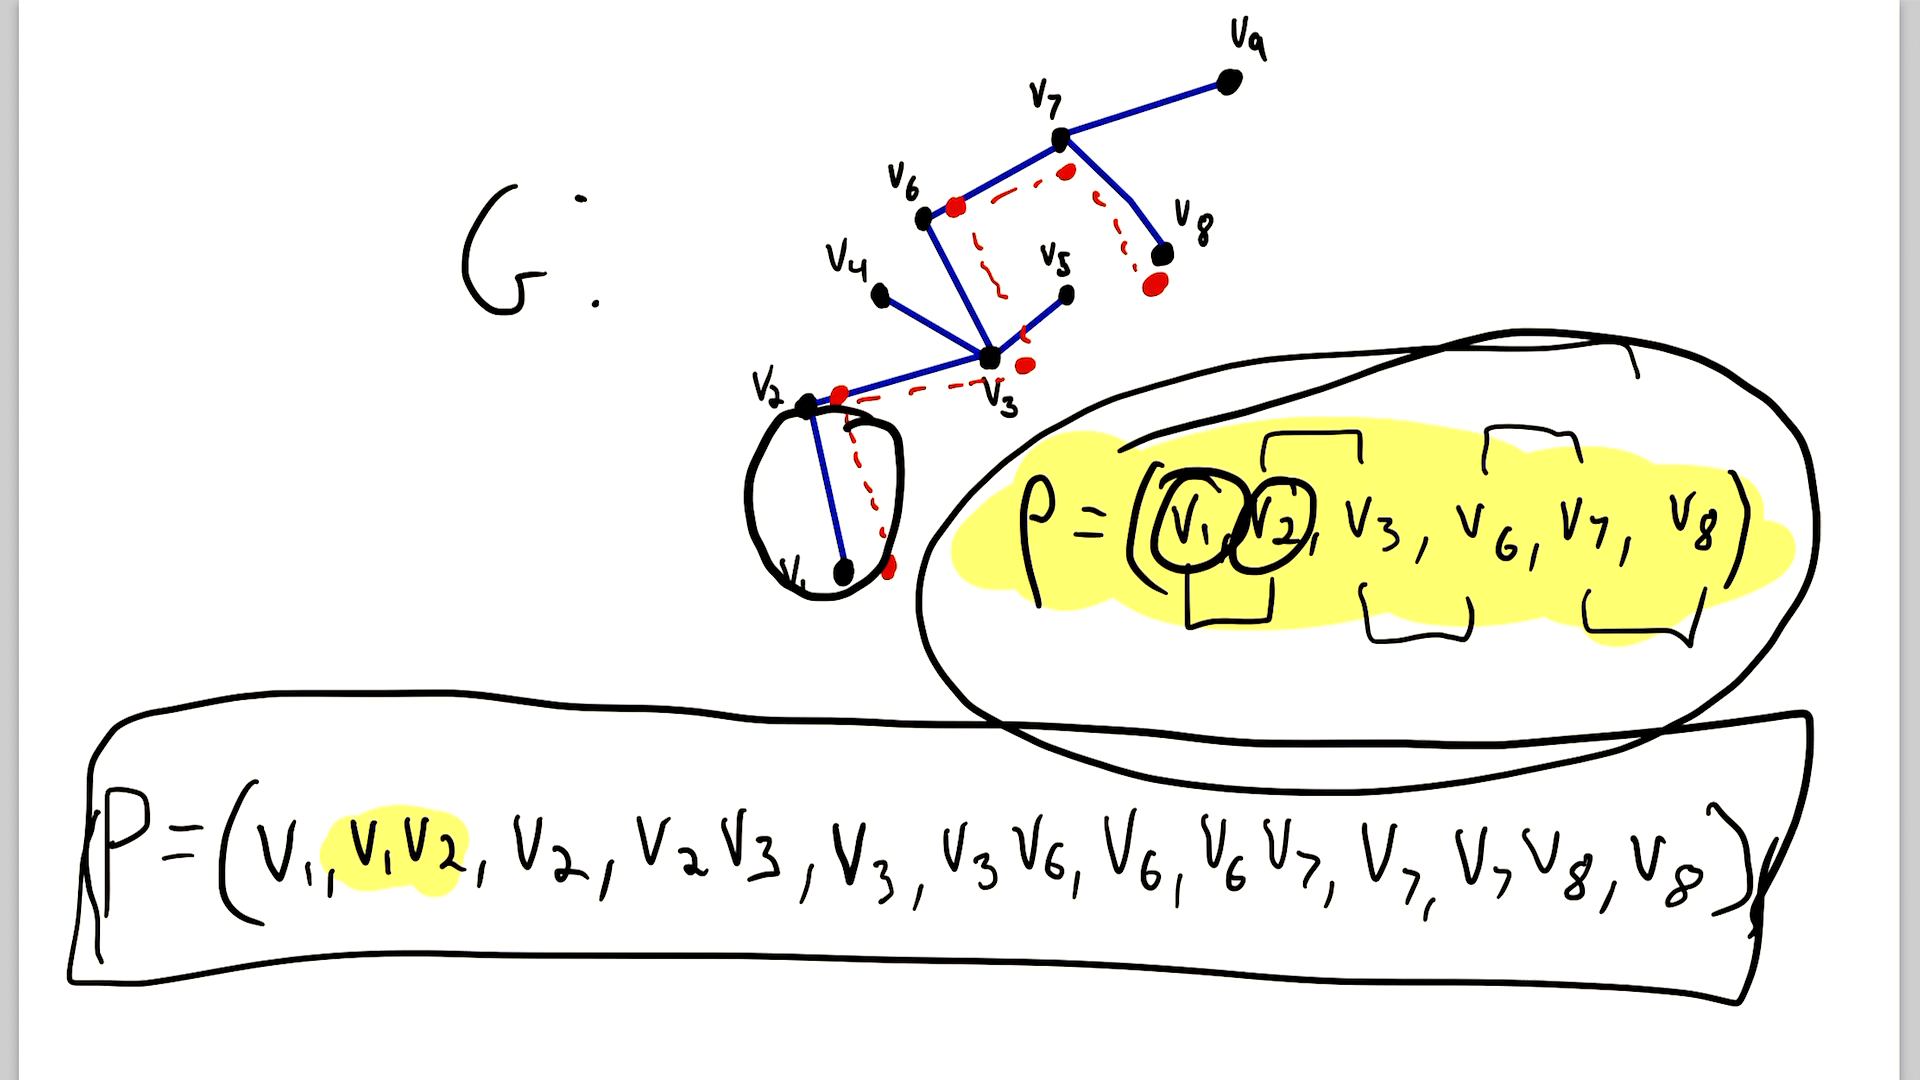 V9
V7
V6
V8
V4
V5
G:
V2
V3
P = (V1, V2, V3, V6, V7, V8)
V1
P = (V1, V1V2, V2, V2V3, V3, V3V6, V6, V6V7, V7, V7V8, V8)